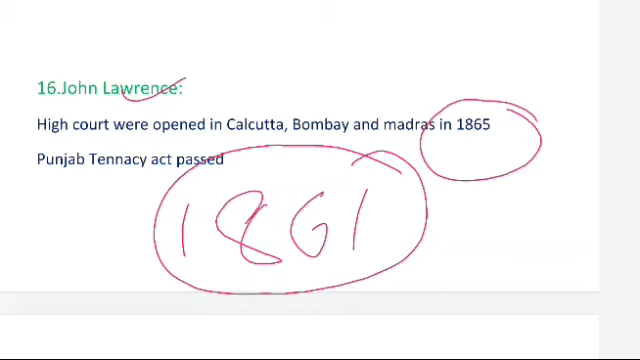 16.John Lawrence:
High court were opened in Calcutta, Bombay and madras in 1865
Punjab Tennacy act passed
1861